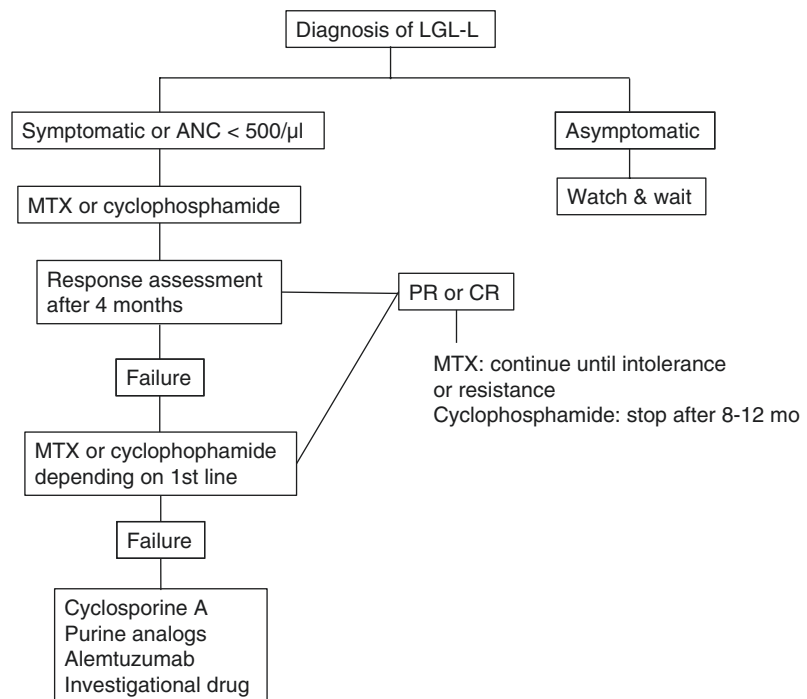 Diagnosis of LGL-L
Symptomatic or ANC < 500/µl
Asymptomatic
MTX or cyclophosphamide
Watch & wait
Response assessment
after 4 months
PR or CR
MTX: continue until intolerance
or resistance
Cyclophosphamide: stop after 8-12 mo
Failure
MTX or cyclophophamide
depending on 1st line
Failure
Cyclosporine A
Purine analogs
Alemtuzumab
Investigational drug